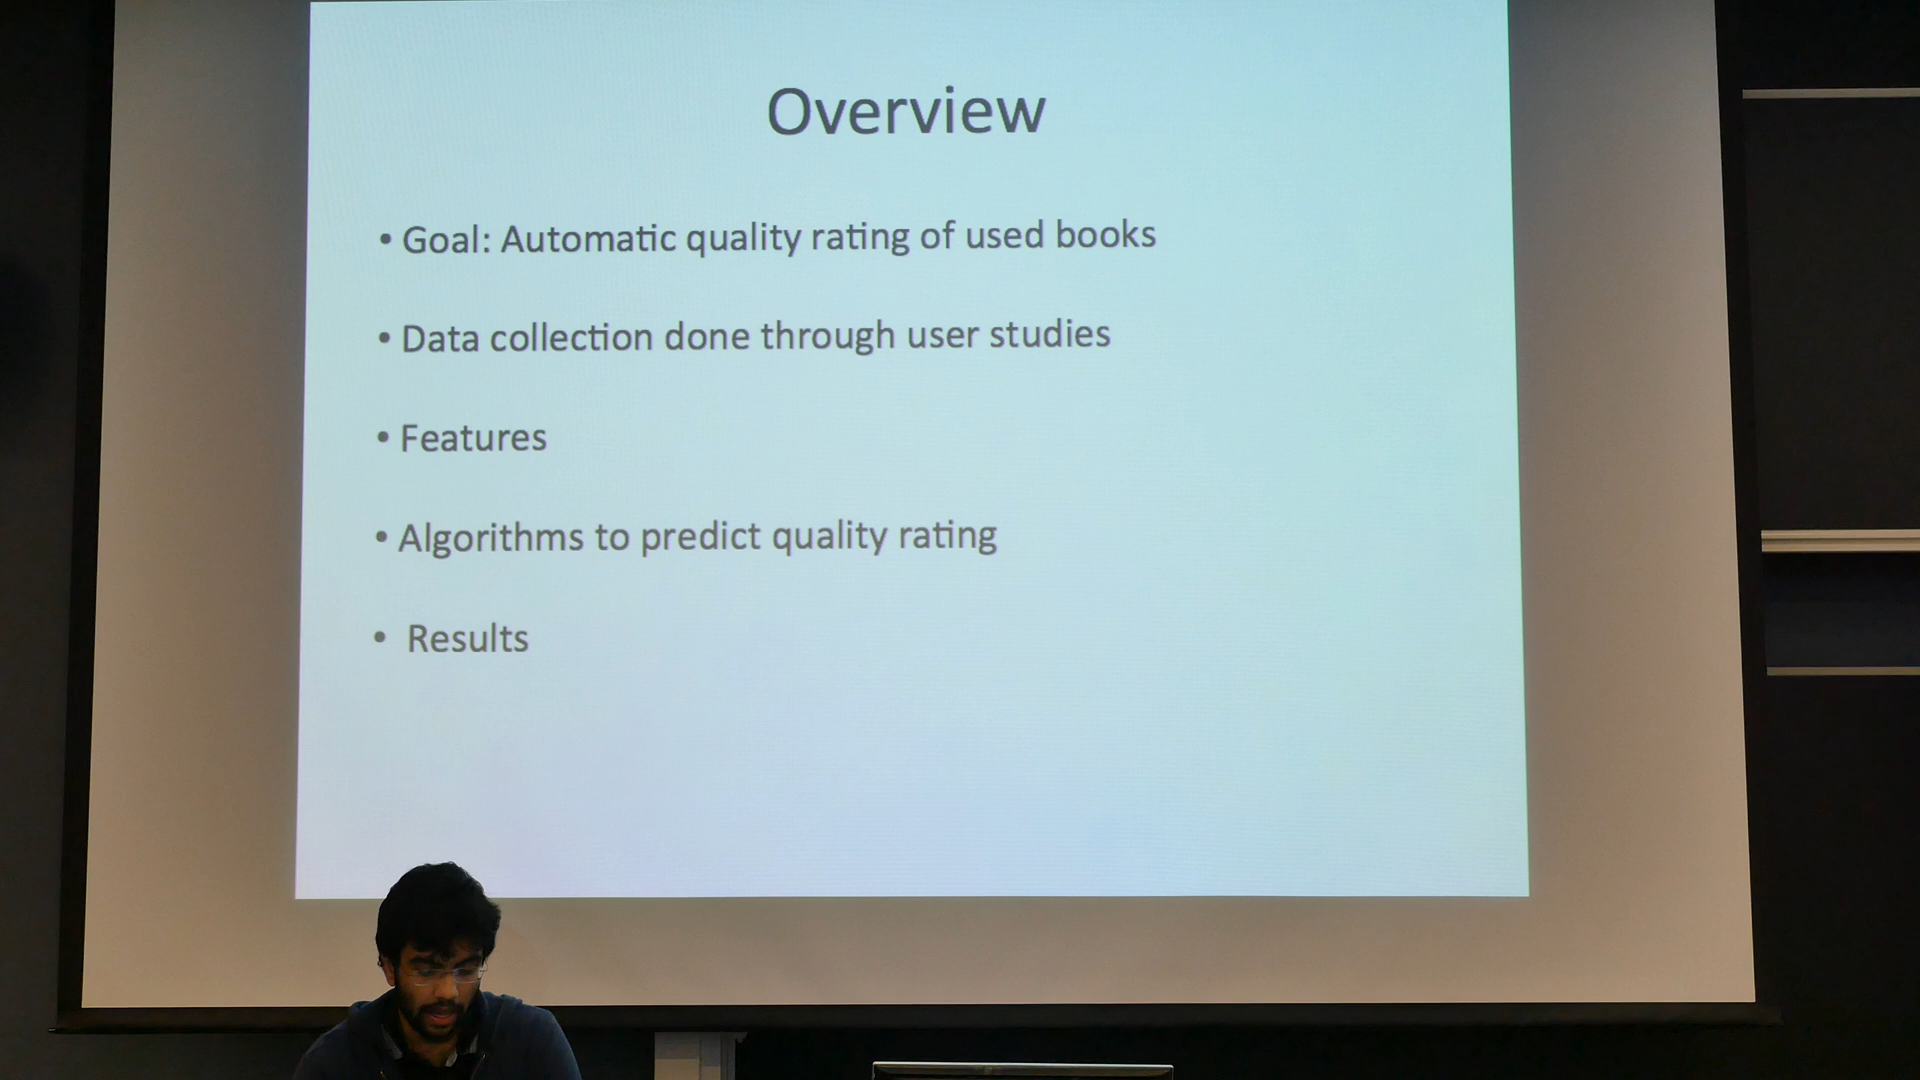 Overview
• Goal: Automatic quality rating of used books
• Data collection done through user studies
• Features
• Algorithms to predict quality rating
• Results